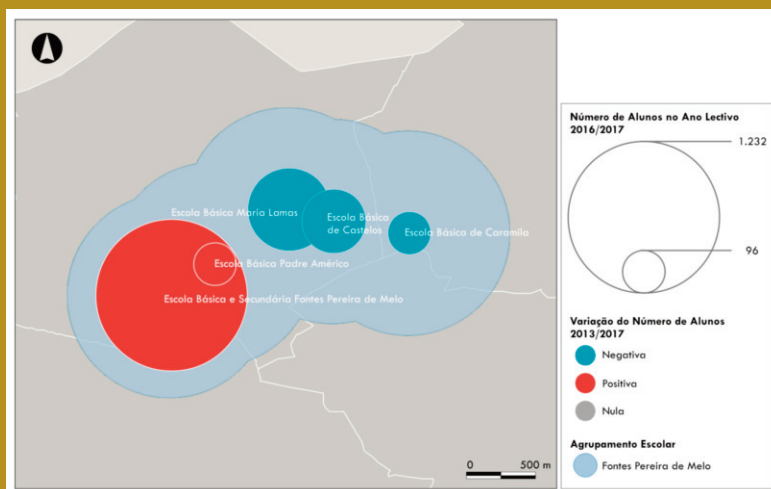 Escola Básica Maria Lamas
Escola Básica
de Castelos
Escola Básica de Caramila
Escola Básica Padre Américo
Escola Básica e Secundária Fontes Pereira de Melo
0 500 m
Número de Alunos no Ano Lectivo
2016/2017
1.232
96
Variação do Número de Alunos
2013/2017
Negativa
Positiva
Nula
Agrupamento Escolar
Fontes Pereira de Melo